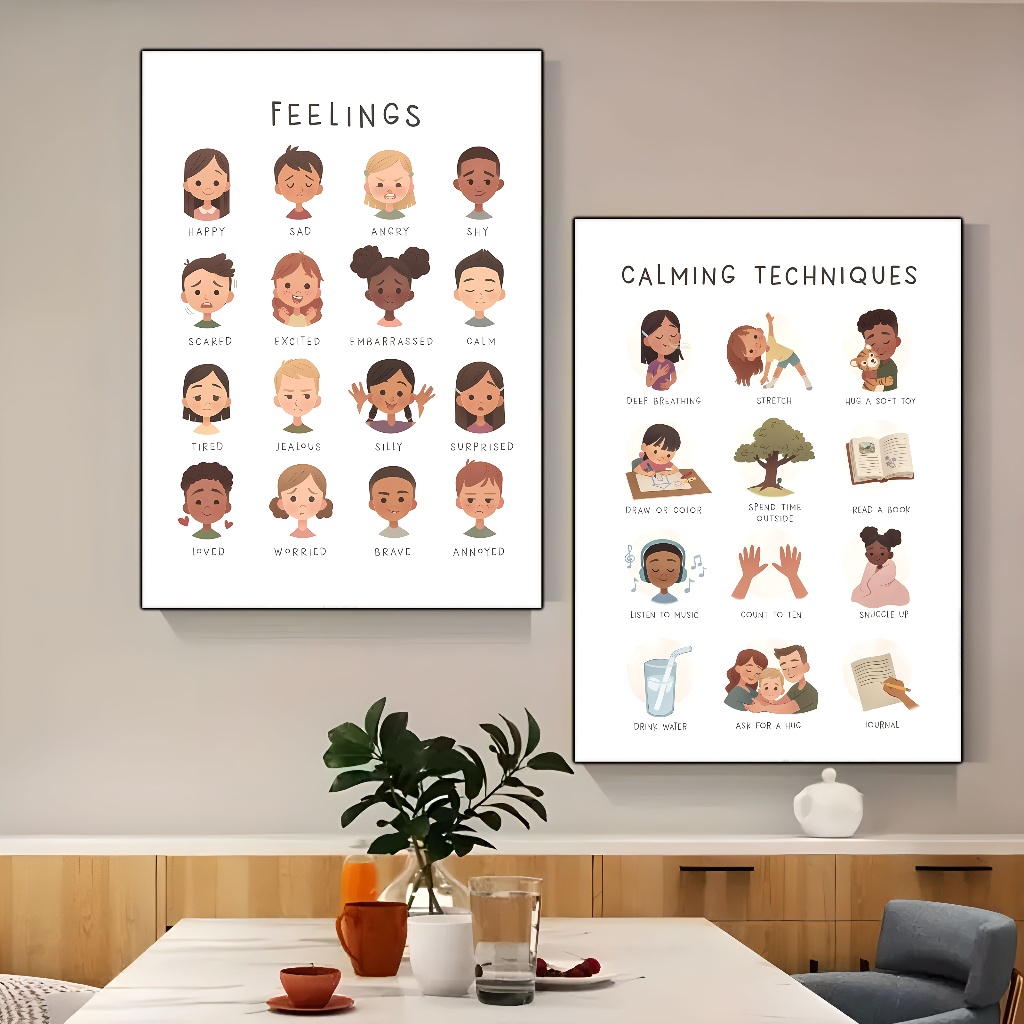 FEELINGS
HAPPY
SAD
ANGRY
SHY
SCARED
EXCITED
EMBARRASSED
CALM
TIRED
JEALOUS
SILLY
SURPRISED
LOVED
WORRIED
BRAVE
ANNOYED
CALMING TECHNIQUES
DEEP BREATHING
STRETCH
HUG A SOFT TOY
DRAW OR COLOR
SPEND TIME
OUTSIDE
READ A BOOK
LISTEN TO MUSIC
COUNT TO TEN
SNUGGLE UP
DRINK WATER
ASK FOR A HUG
JOURNAL